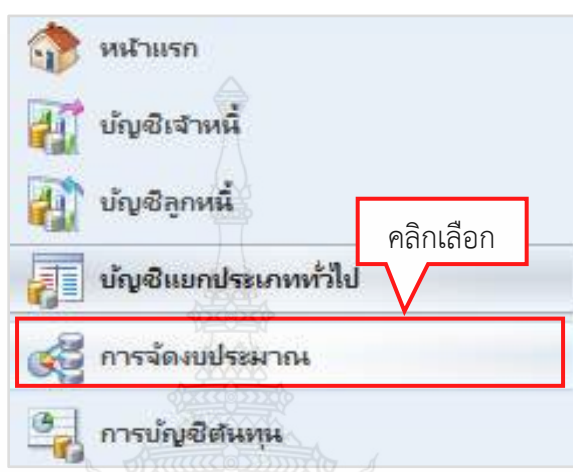 หน้าแรก
บัญชีเจ้าหนี้
บัญชีลูกหนี้
คลิกเลือก
บัญชีแยกประเภททั่วไป
การจัดงบประมาณ
การบัญชีต้นทุน